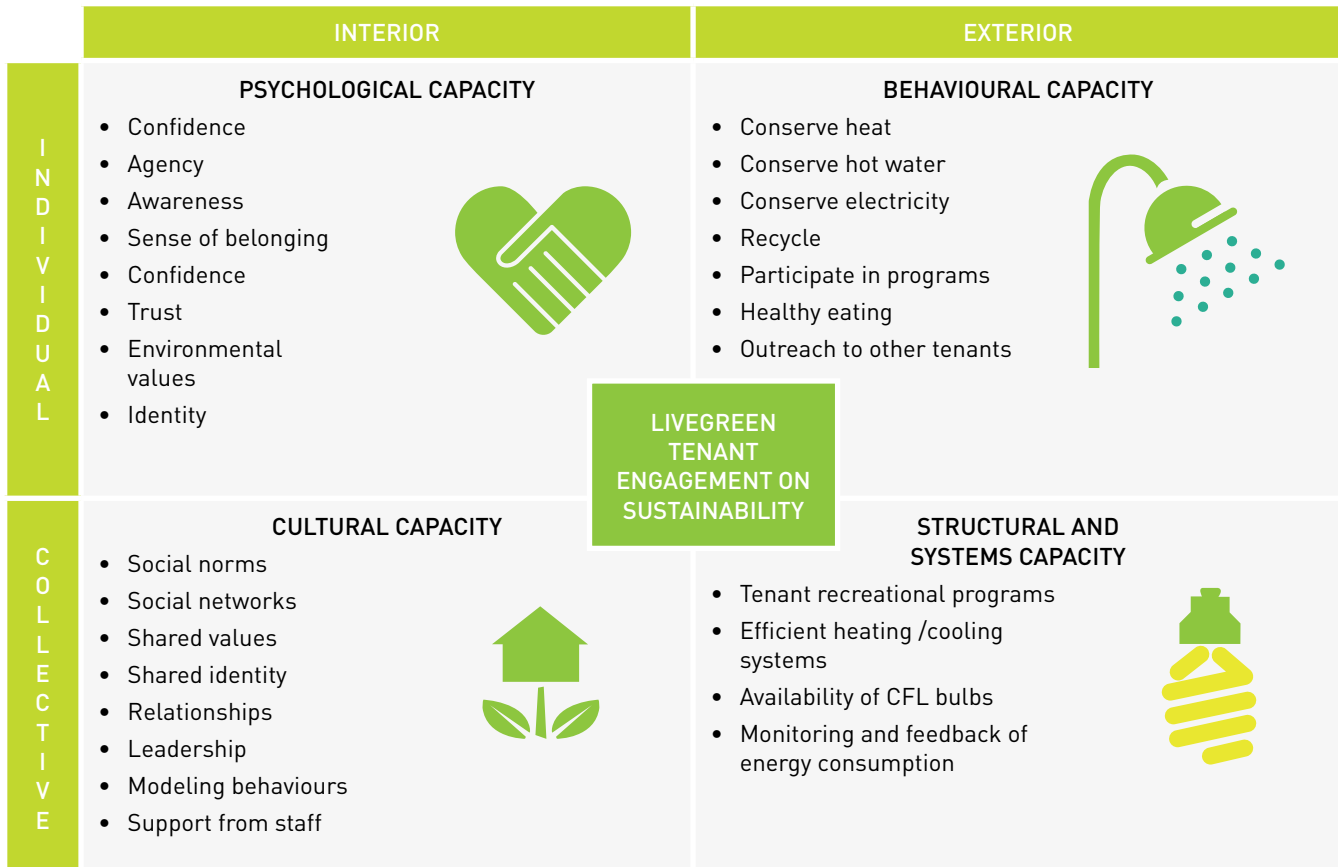 INTERIOR
EXTERIOR
INDIVIDUAL
PSYCHOLOGICAL CAPACITY
• Confidence
• Agency
• Awareness
• Sense of belonging
• Confidence
• Trust
• Environmental
values
• Identity
BEHAVIOURAL CAPACITY
• Conserve heat
• Conserve hot water
• Conserve electricity
• Recycle
• Participate in programs
• Healthy eating
• Outreach to other tenants
LIVEGREEN
TENANT
ENGAGEMENT ON
SUSTAINABILITY
COLLECTIVE
CULTURAL CAPACITY
• Social norms
• Social networks
• Shared values
• Shared identity
• Relationships
• Leadership
• Modeling behaviours
• Support from staff
STRUCTURAL AND
SYSTEMS CAPACITY
• Tenant recreational programs
• Efficient heating /cooling
systems
• Availability of CFL bulbs
• Monitoring and feedback of
energy consumption